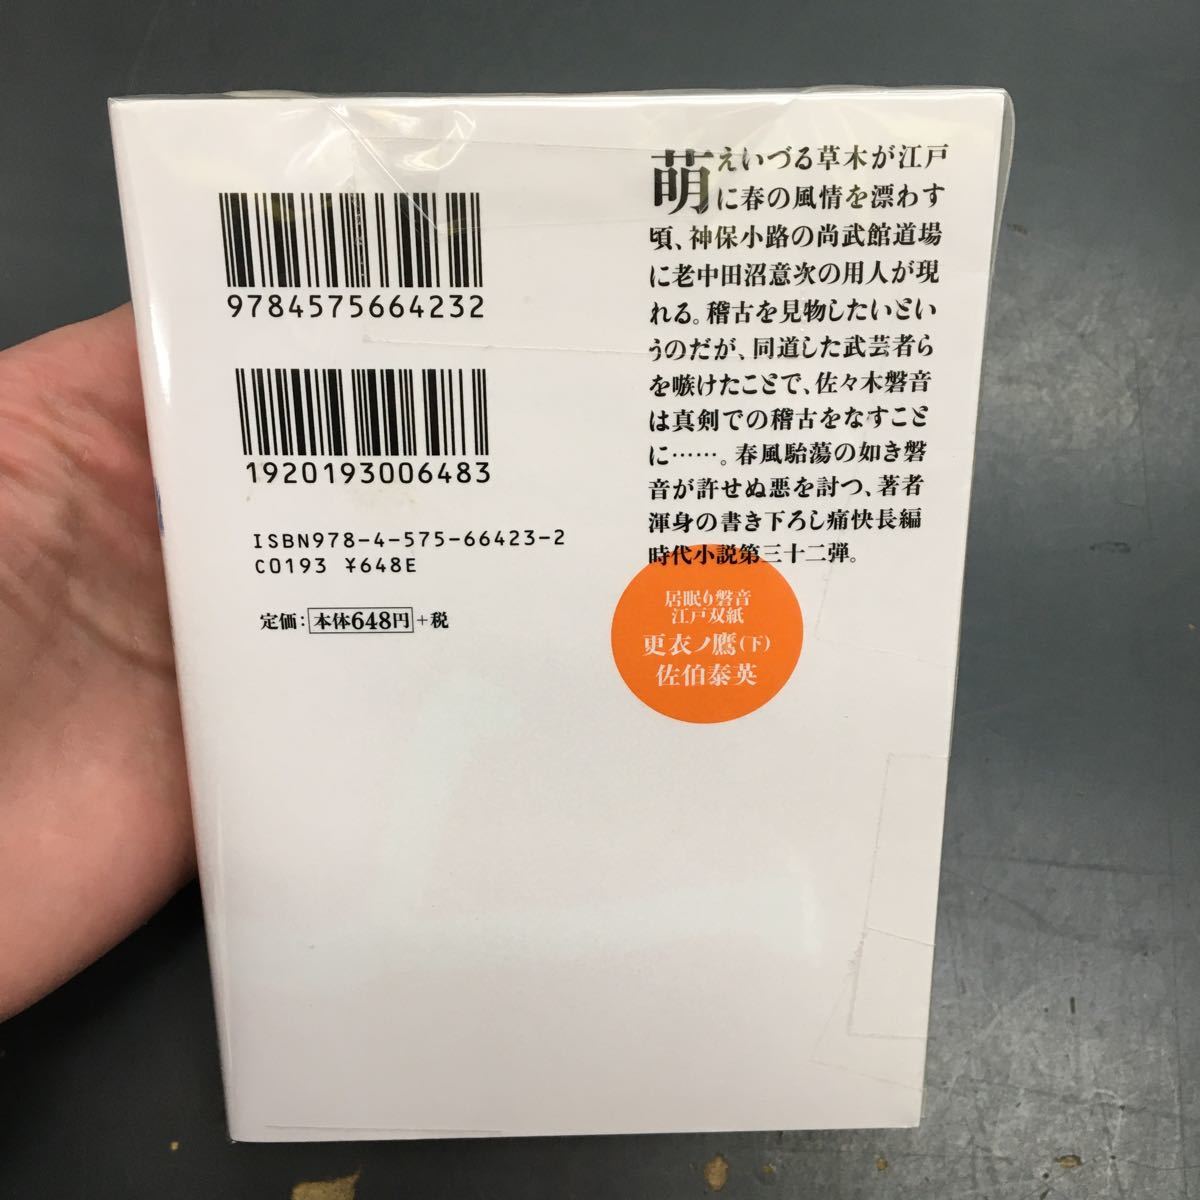 9784575664232
1920193006483
ISBN978-4-575-66423-2
C0193 ¥648E
定価:本体648円+税
萌えいづる草木が江戸
に春の風情を漂わす
頃、神保小路の尚武館道場
に老中田沼意次の用人が現
れる。稽古を見物したいとい
うのだが、同道した武芸者ら
を嗾けたことで、佐々木磐音
は真剣での稽古をなすこと
に……。春風駘蕩の如き磐
音が許せぬ悪を討つ、著者
渾身の書き下ろし痛快長編
時代小説第三十二弾。
居眠り磐音
江戸双紙
更衣ノ鷹(下)
佐伯泰英